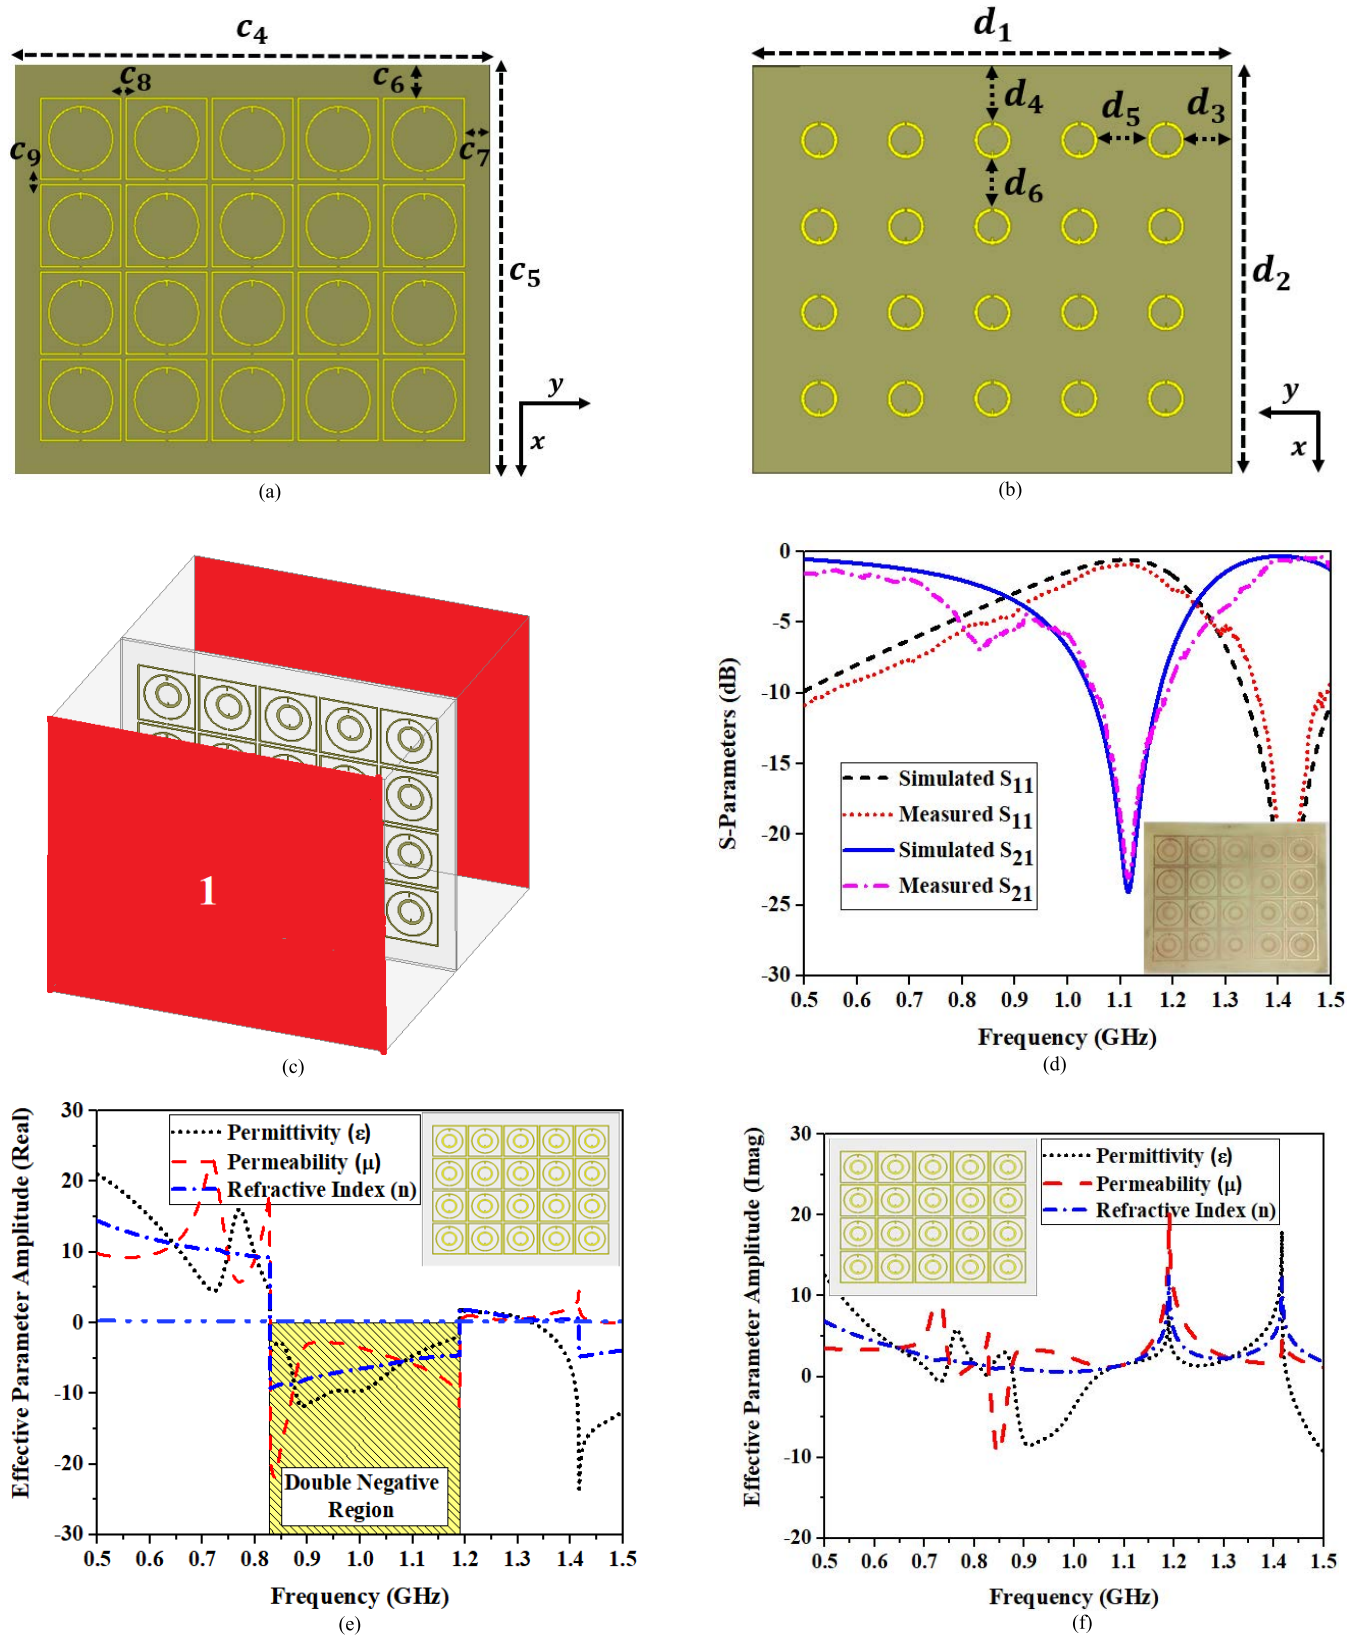 c4
c8
c6
c9
c7
c5
y
x
(a)
d1
d4
d5
d3
d6
d2
y
x
(b)
1
(c)
S-Parameters (dB)
0
-5
-10
-15
-20
-25
-30
Simulated S11
Measured S11
Simulated S21
Measured S21
0.5 0.6 0.7 0.8 0.9 1.0 1.1 1.2 1.3 1.4 1.5
Frequency (GHz)
(d)
Effective Parameter Amplitude (Real)
30
20
10
0
-10
-20
-30
Permittivity (ε)
Permeability (μ)
Refractive Index (n)
Double Negative
Region
0.5 0.6 0.7 0.8 0.9 1.0 1.1 1.2 1.3 1.4 1.5
Frequency (GHz)
(e)
Effective Parameter Amplitude (Imag)
30
20
10
0
-10
-20
Permittivity (ε)
Permeability (μ)
Refractive Index (n)
0.5 0.6 0.7 0.8 0.9 1.0 1.1 1.2 1.3 1.4 1.5
Frequency (GHz)
(f)